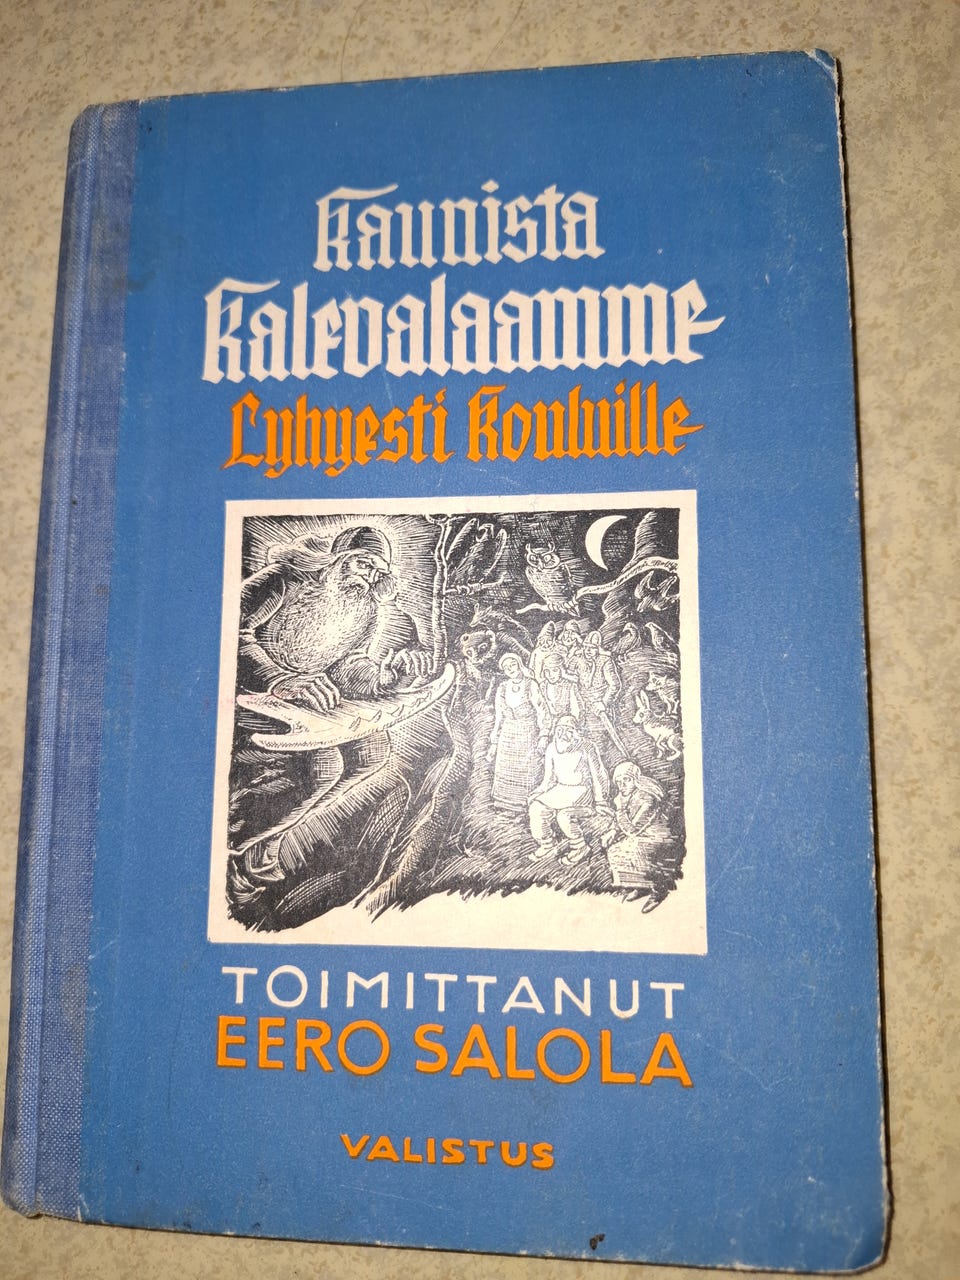 Kaunista
Kalevalaamme
Lyhyesti kouluille
TOIMITTANUT
EERO SALOLA
VALISTUS